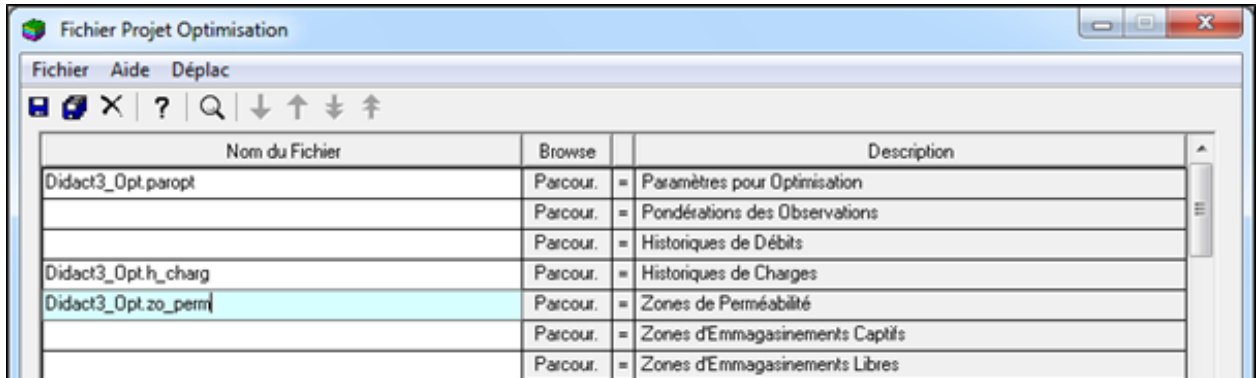 Fichier Projet Optimisation
Fichier Aide Déplac
?
Nom du Fichier Browse Description
Didact3_Opt.paropt Parcour. = Paramètres pour Optimisation
Parcour. = Pondérations des Observations
Parcour. = Historiques de Débits
Didact3_Opt.h_charg Parcour. = Historiques de Charges
Didact3_Opt.zo_perm Parcour. = Zones de Perméabilité
Parcour. = Zones d'Emmagasinements Captifs
Parcour. = Zones d'Emmagasinements Libres